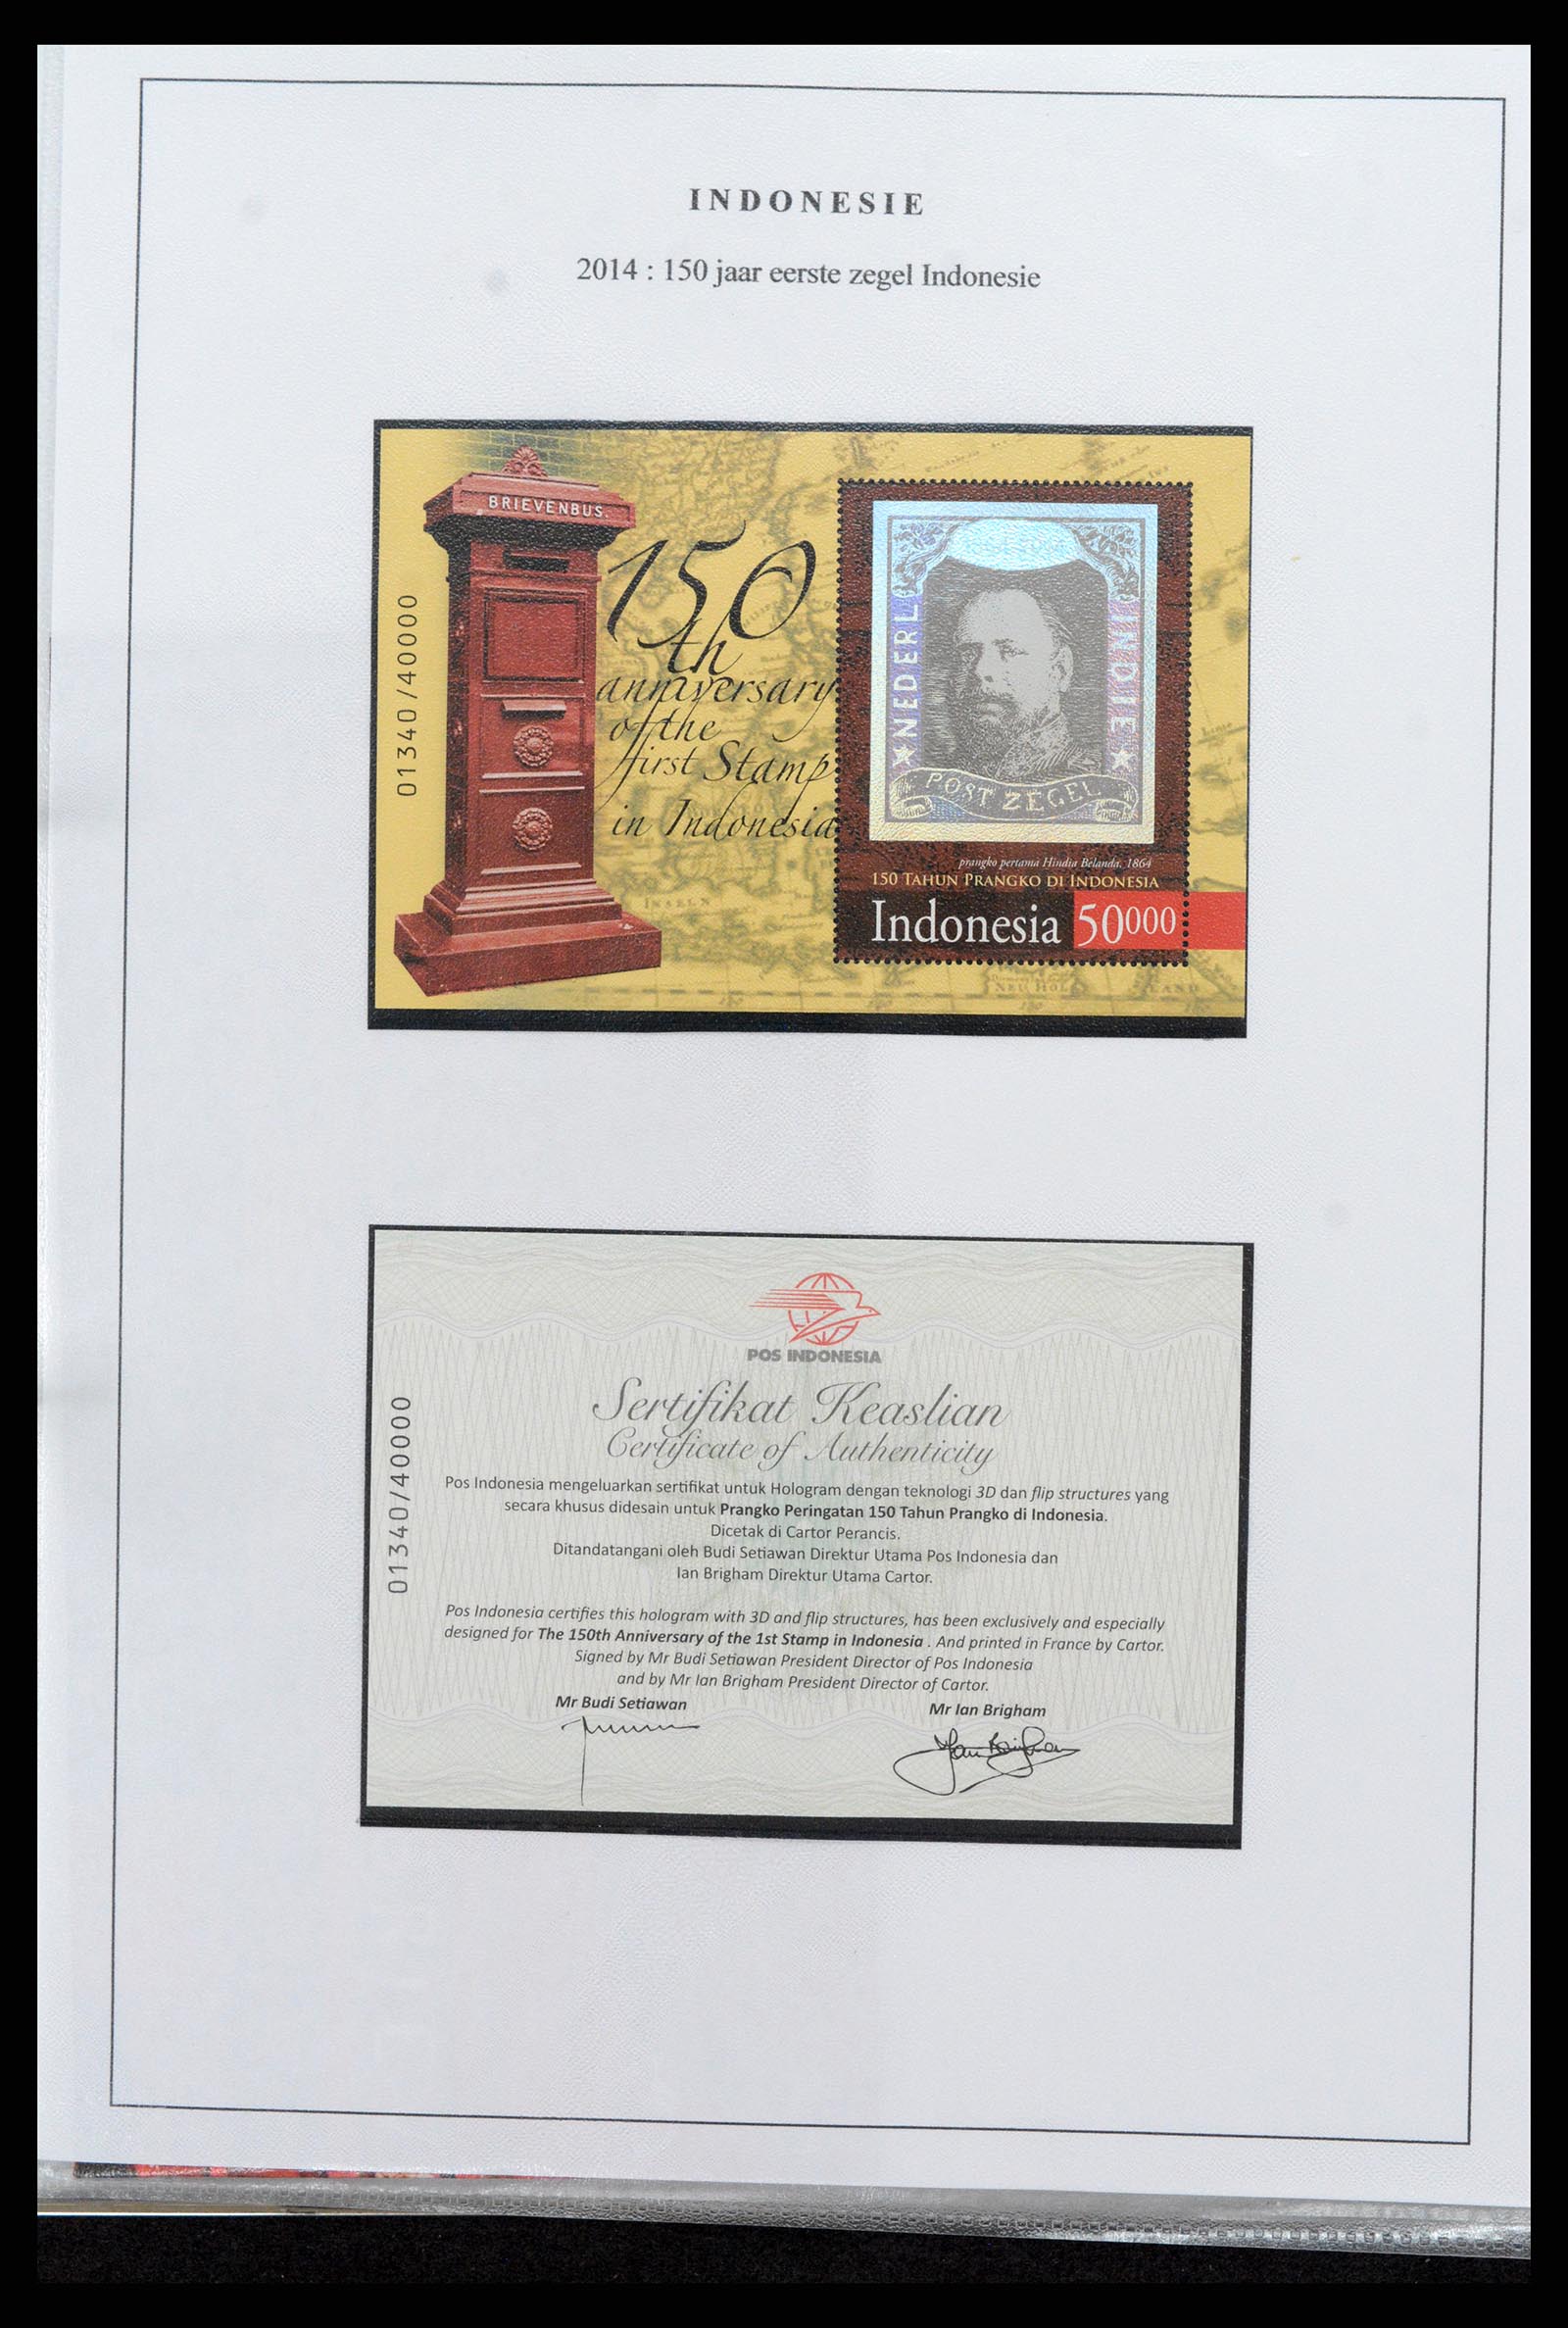 INDONESIE
2014 : 150 jaar eerste zegel Indonesie
BRIEVENBUS.
01340/40000
150
th
anniversary
of the
first Stamp
in Indonesia
NEDERL
INDIE
POST ZEGEL
prangko pertama Hindia Belanda, 1864
150 TAHUN PRANGKO DI INDONESIA
Indonesia 50000
INSELN
NEU HOLLAND
POS INDONESIA
01340/40000
Sertifikat Keaslian
Certificate of Authenticity
Pos Indonesia mengeluarkan sertifikat untuk Hologram dengan teknologi 3D dan flip structures yang
secara khusus didesain untuk Prangko Peringatan 150 Tahun Prangko di Indonesia.
Dicetak di Cartor Perancis.
Ditandatangani oleh Budi Setiawan Direktur Utama Pos Indonesia dan
Ian Brigham Direktur Utama Cartor.
Pos Indonesia certifies this hologram with 3D and flip structures, has been exclusively and especially
designed for The 150th Anniversary of the 1st Stamp in Indonesia . And printed in France by Cartor.
Signed by Mr Budi Setiawan President Director of Pos Indonesia
and by Mr Ian Brigham President Director of Cartor.
Mr Budi Setiawan
Mr Ian Brigham